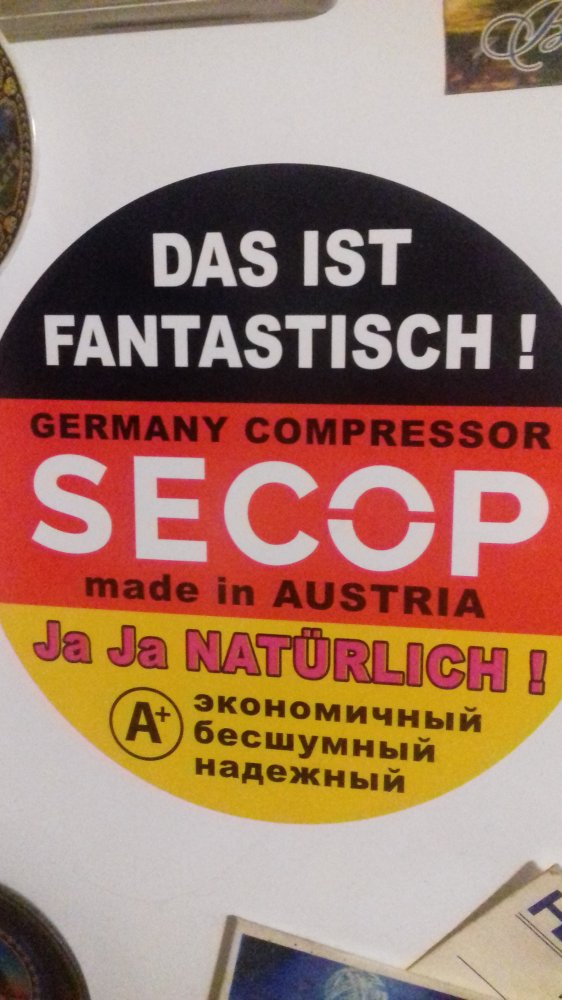 DAS IST
FANTASTISCH !
GERMANY COMPRESSOR
SECOP
made in AUSTRIA
Ja Ja NATÜRLICH !
A+
экономичный
бесшумный
надежный